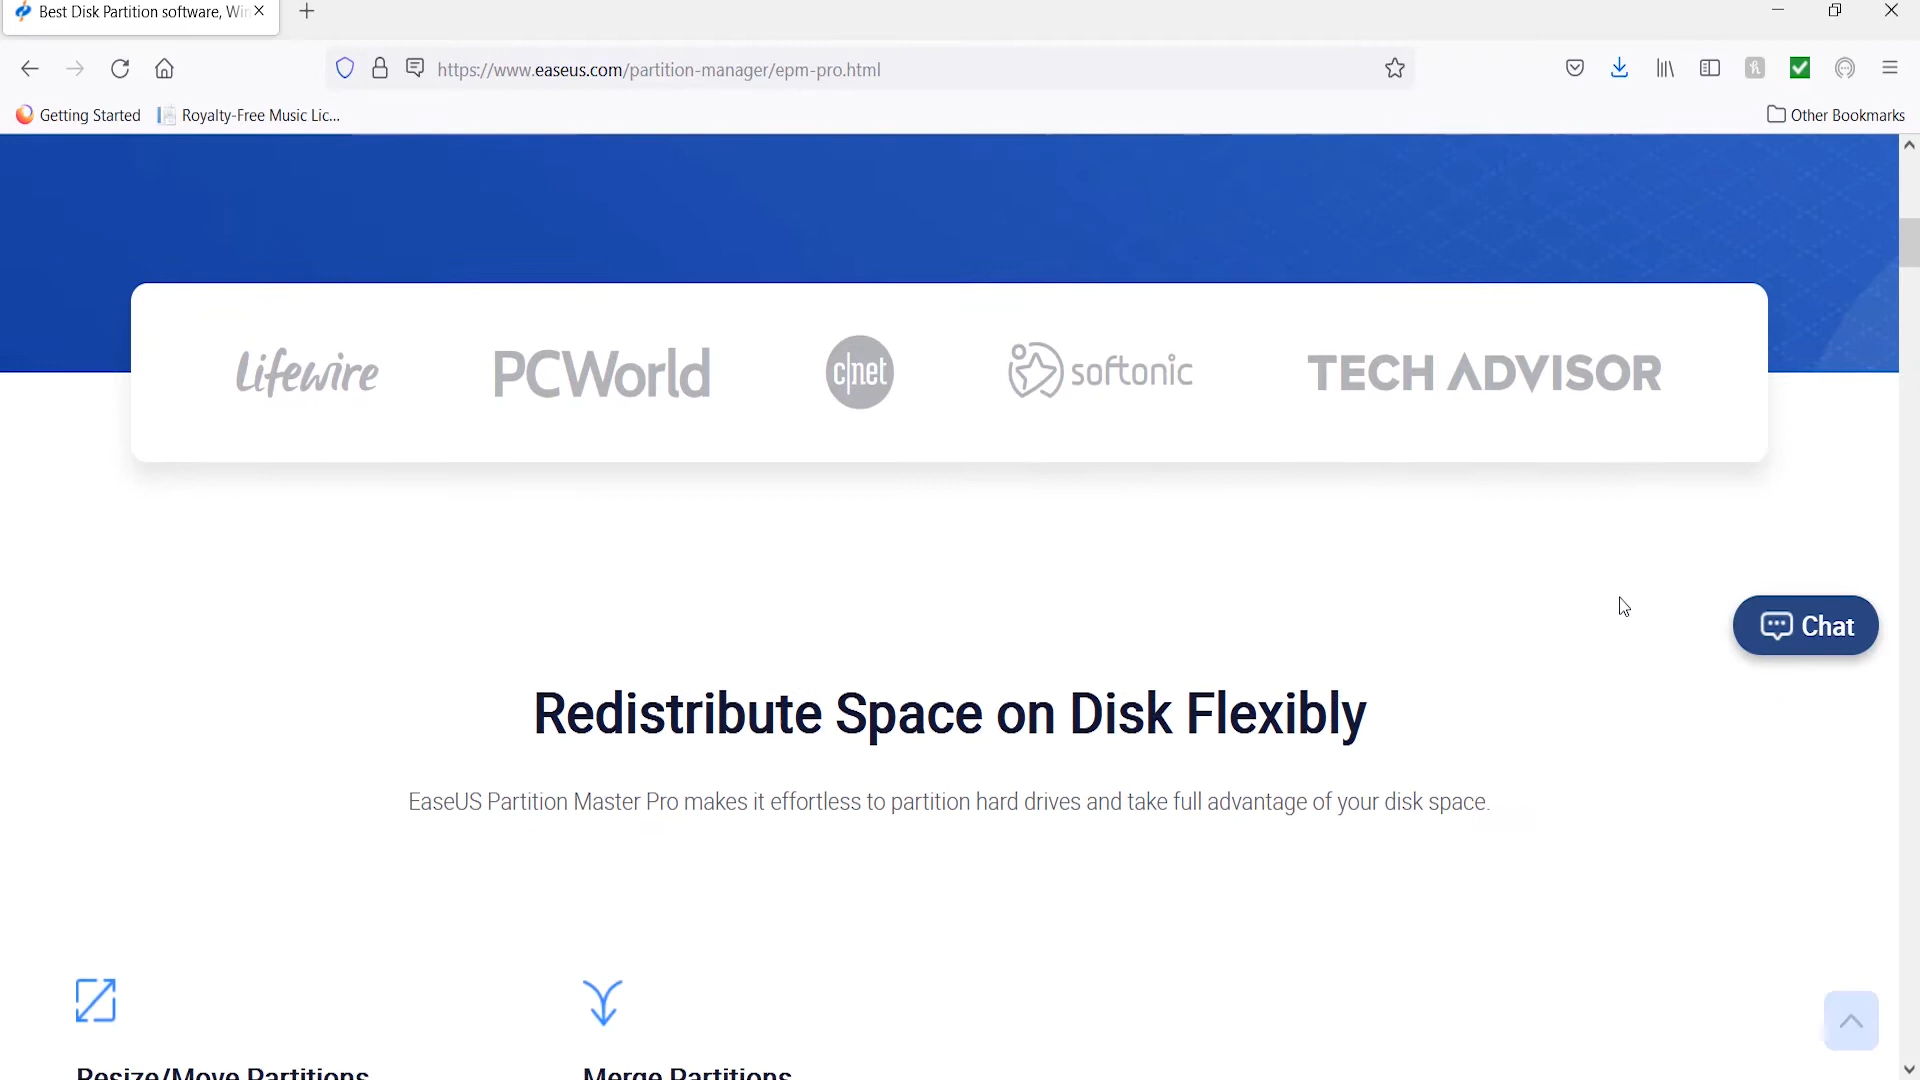 Best Disk Partition software, Win
https://www.easeus.com/partition-manager/epm-pro.html
Getting Started
Royalty-Free Music Lic...
Other Bookmarks
Lifewire
PCWorld
c|net
softonic
TECH ADVISOR
Chat
Redistribute Space on Disk Flexibly
EaseUS Partition Master Pro makes it effortless to partition hard drives and take full advantage of your disk space.
Resize/Move Partitions
Merge Partitions